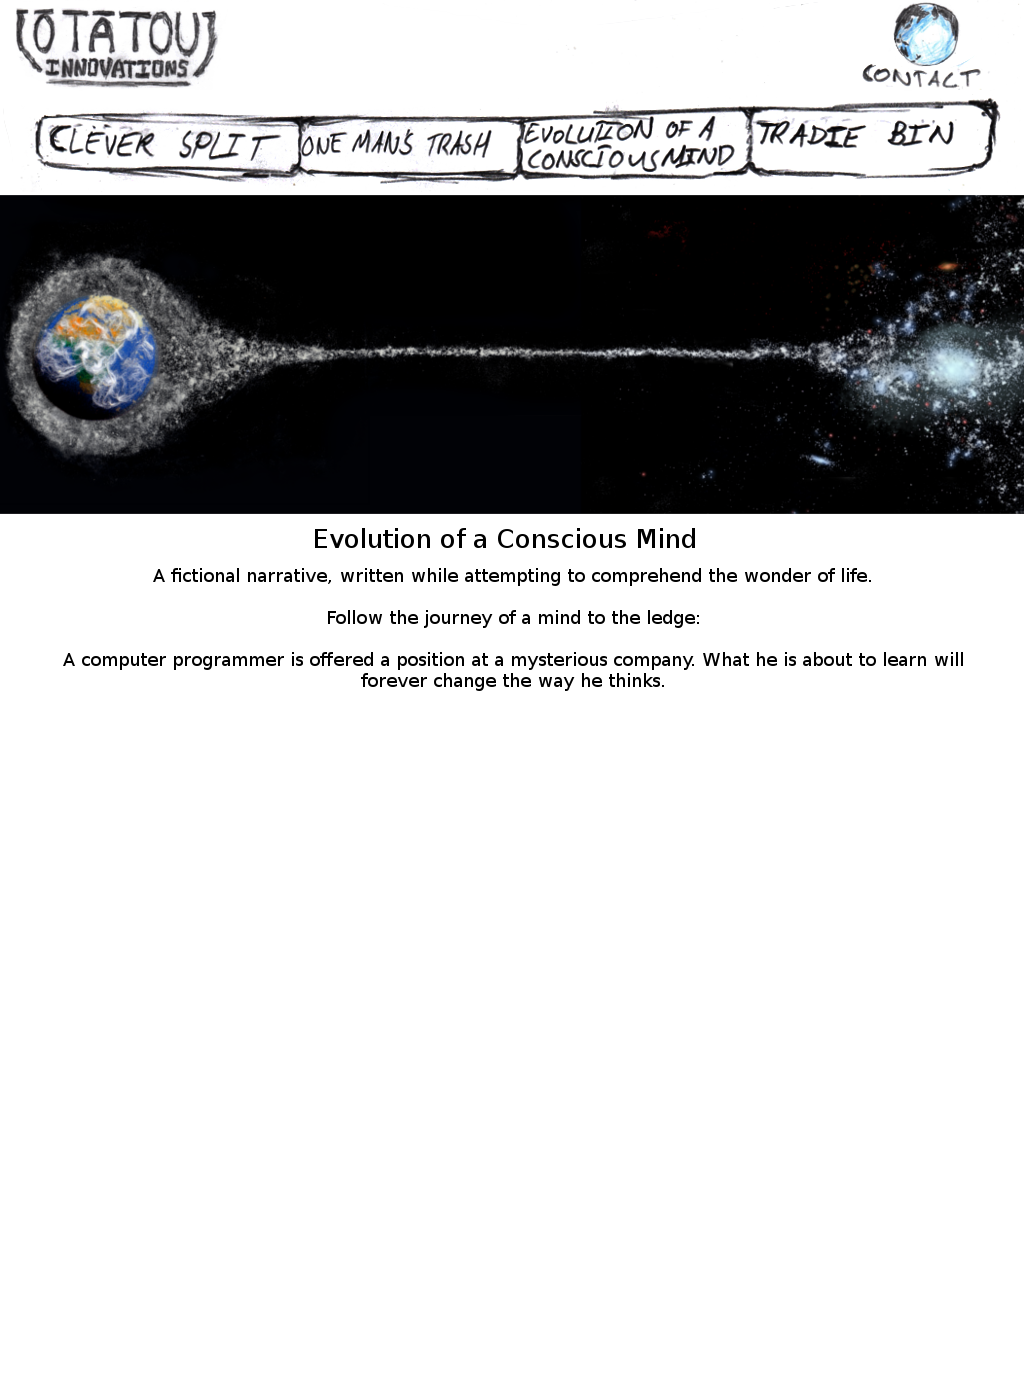 ŌTĀTOU
INNOVATIONS
CONTACT
CLEVER SPLIT
ONE MAN'S TRASH
EVOLUTION OF A
CONSCIOUS MIND
TRADIE BIN
Evolution of a Conscious Mind
A fictional narrative, written while attempting to comprehend the wonder of life.
Follow the journey of a mind to the ledge:
A computer programmer is offered a position at a mysterious company. What he is about to learn will
forever change the way he thinks.